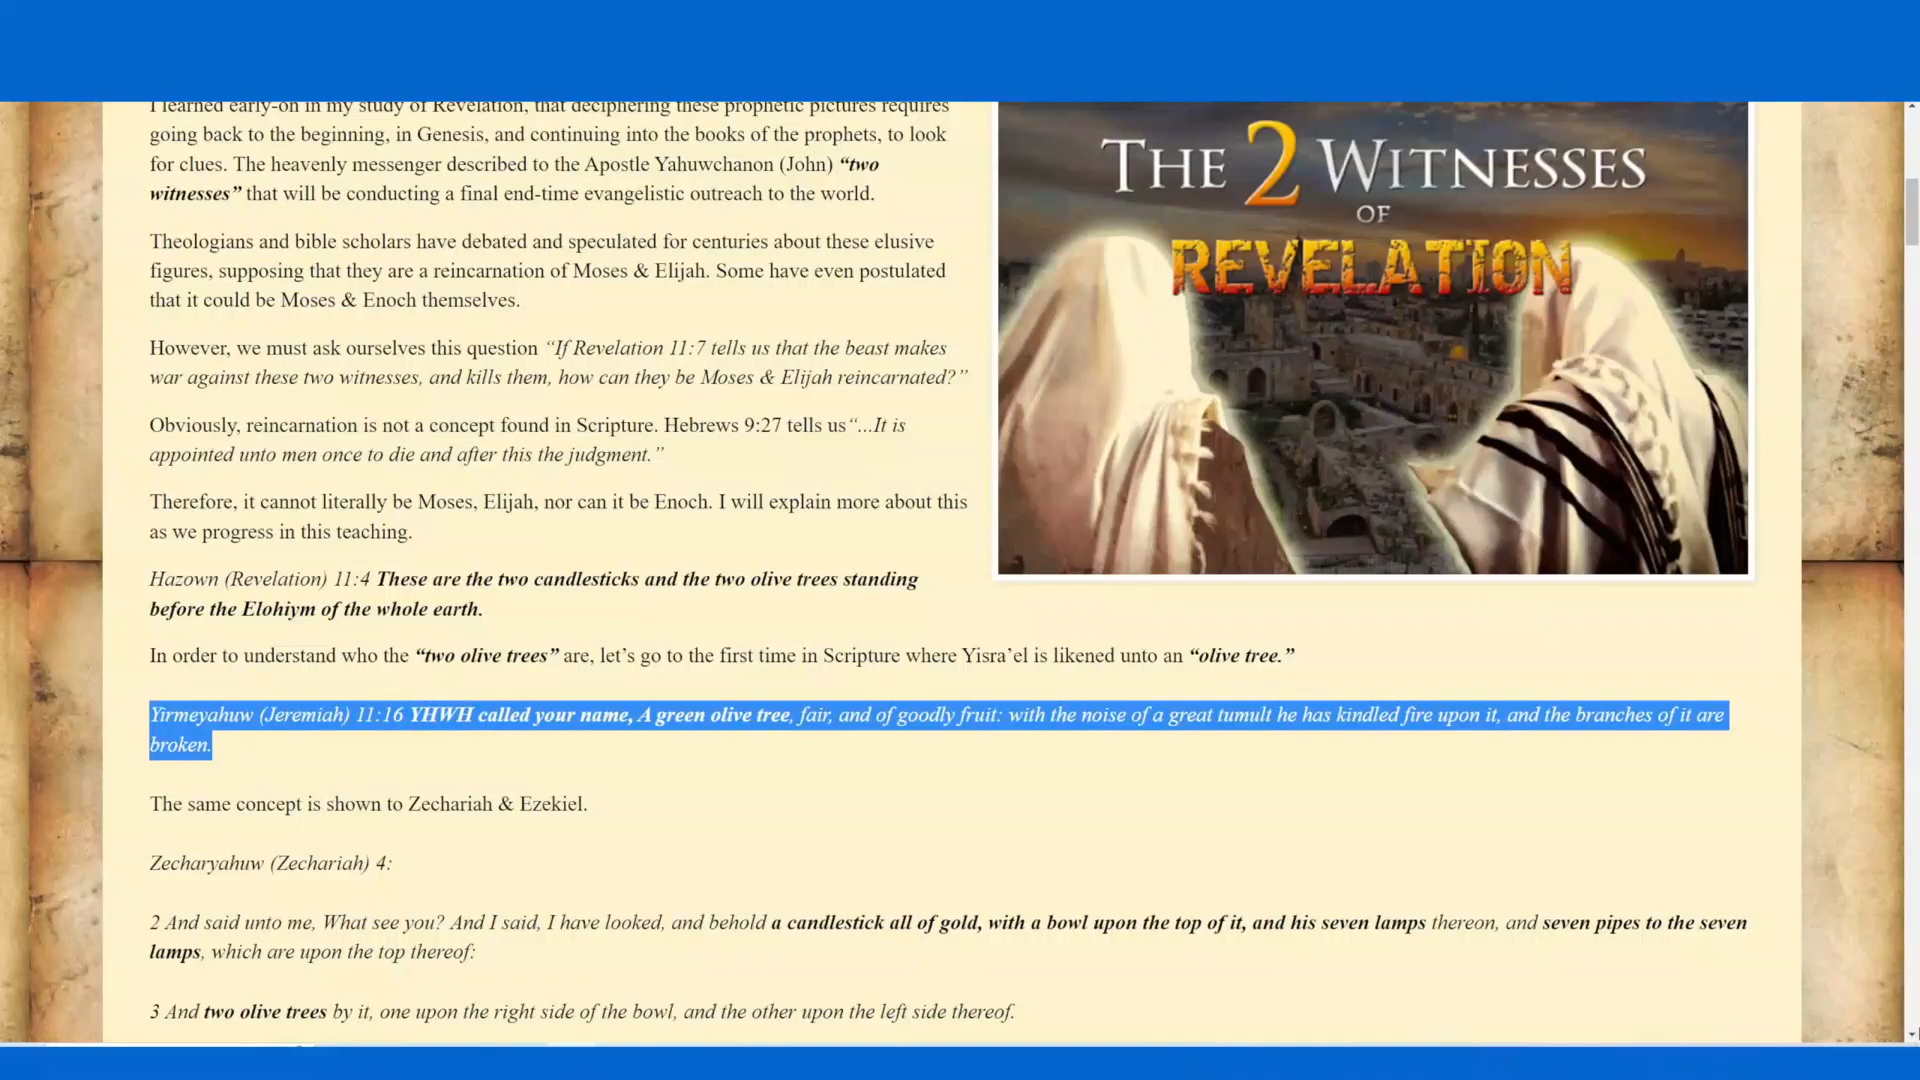 I learned early-on in my study of Revelation, that deciphering these prophetic pictures requires
going back to the beginning, in Genesis, and continuing into the books of the prophets, to look
for clues. The heavenly messenger described to the Apostle Yahuwchanon (John) “two
witnesses” that will be conducting a final end-time evangelistic outreach to the world.
Theologians and bible scholars have debated and speculated for centuries about these elusive
figures, supposing that they are a reincarnation of Moses & Elijah. Some have even postulated
that it could be Moses & Enoch themselves.
However, we must ask ourselves this question “If Revelation 11:7 tells us that the beast makes
war against these two witnesses, and kills them, how can they be Moses & Elijah reincarnated?”
Obviously, reincarnation is not a concept found in Scripture. Hebrews 9:27 tells us “...It is
appointed unto men once to die and after this the judgment.”
Therefore, it cannot literally be Moses, Elijah, nor can it be Enoch. I will explain more about this
as we progress in this teaching.
Hazown (Revelation) 11:4 These are the two candlesticks and the two olive trees standing
before the Elohiym of the whole earth.
THE 2 WITNESSES
OF
REVELATION
In order to understand who the “two olive trees” are, let’s go to the first time in Scripture where Yisra’el is likened unto an “olive tree.”
Yirmeyahuw (Jeremiah) 11:16 YHWH called your name, A green olive tree, fair, and of goodly fruit: with the noise of a great tumult he has kindled fire upon it, and the branches of it are
broken.
The same concept is shown to Zechariah & Ezekiel.
Zecharyahuw (Zechariah) 4:
2 And said unto me, What see you? And I said, I have looked, and behold a candlestick all of gold, with a bowl upon the top of it, and his seven lamps thereon, and seven pipes to the seven
lamps, which are upon the top thereof:
3 And two olive trees by it, one upon the right side of the bowl, and the other upon the left side thereof.